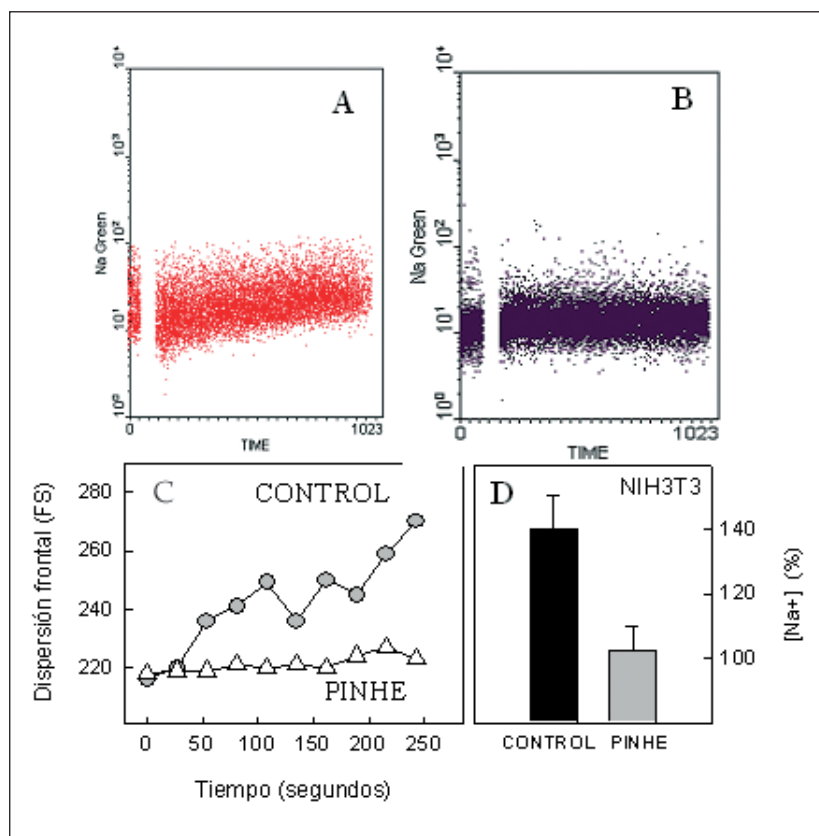 A
B
Na Green
10⁴
10³
10²
10¹
10⁰
0
1023
TIME
Na Green
10⁴
10³
10²
10¹
10⁰
0
1023
TIME
C
CONTROL
PINHE
Dispersión frontal (FS)
280
260
240
220
0 50 100 150 200 250
Tiempo (segundos)
D
NIH3T3
140
120
100
[Na+] (%)
CONTROL PINHE